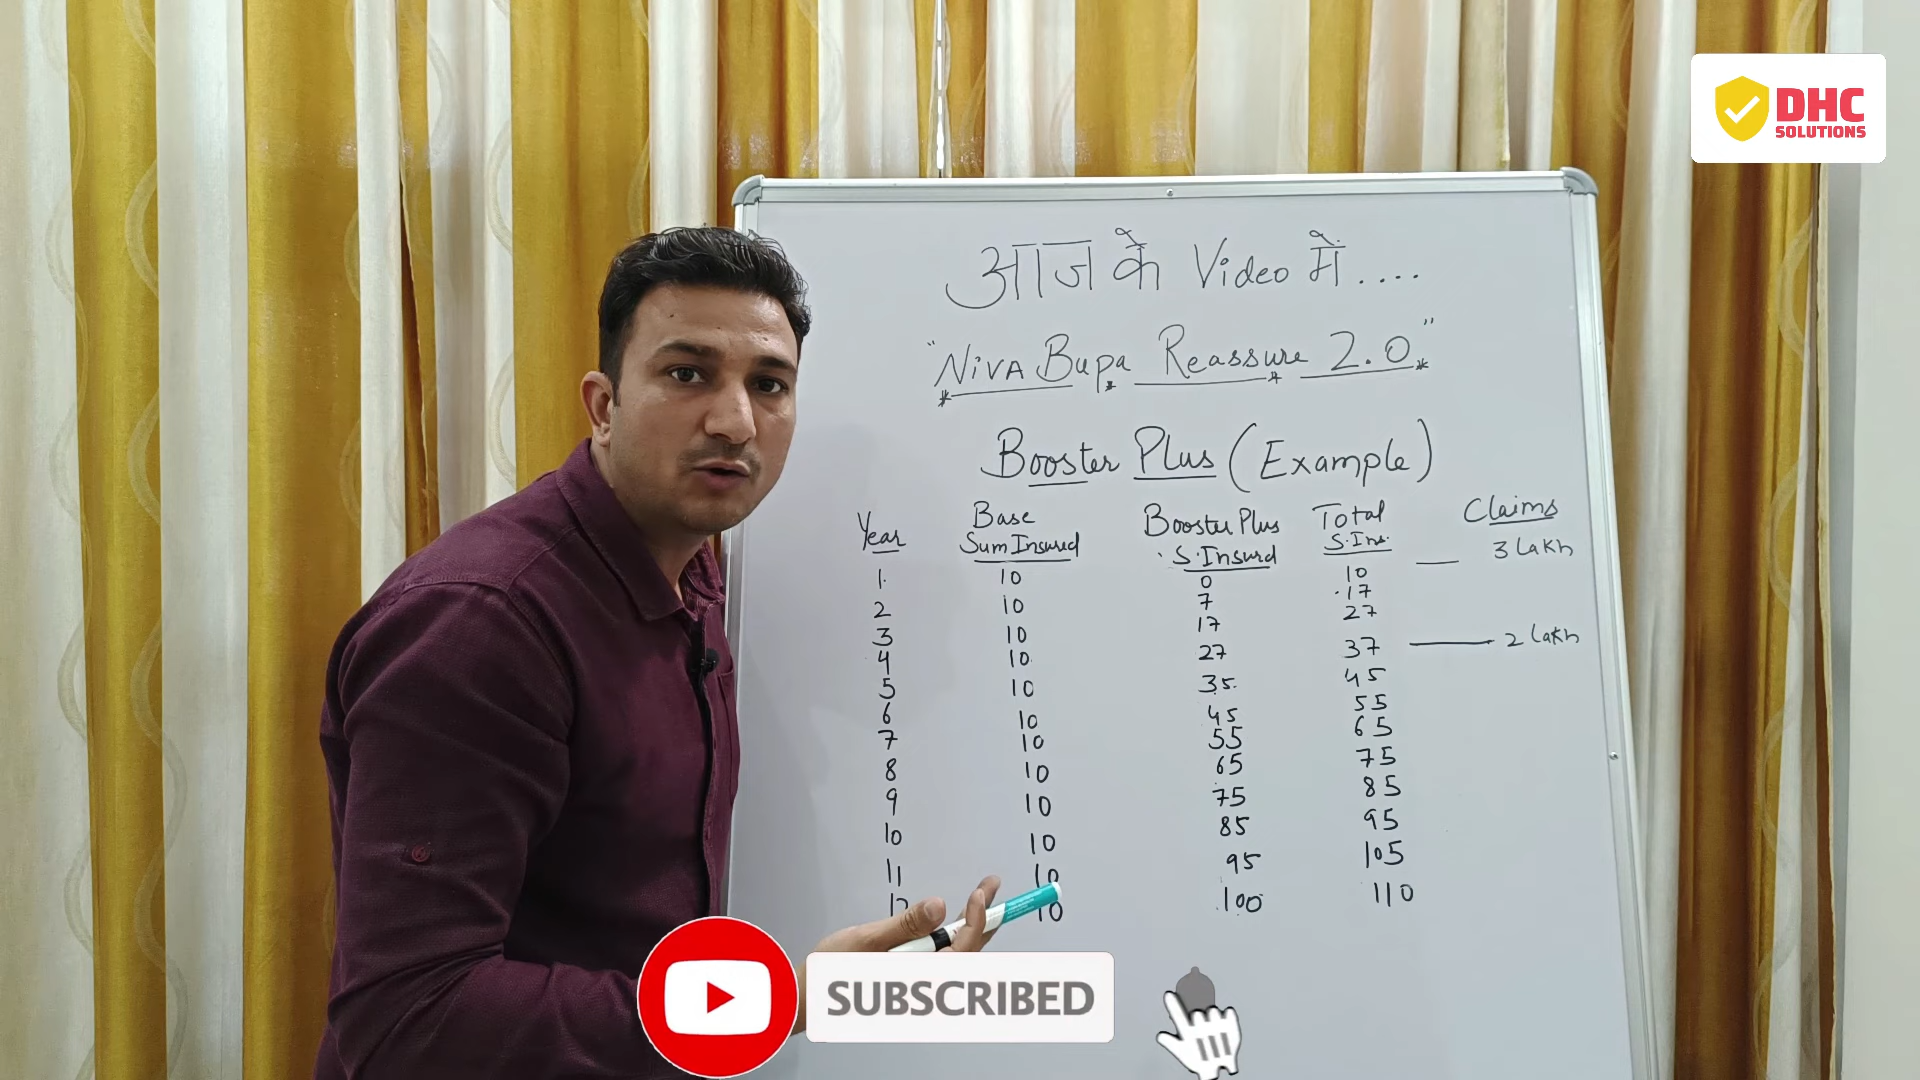 DHC
SOLUTIONS
आज के Video में....
"Niva Bupa Reassure 2.0"
Booster Plus (Example)
Year Base Sum Insured Booster Plus S.Insurd Total S.Ins. Claims
1. 10 0 10 — 3 Lakh
2 10 7 17
3 10 17 27
4 10 27 37 — 2 Lakh
5 10 35 45
6 10 45 55
7 10 55 65
8 10 65 75
9 10 75 85
10 10 85 95
11 10 95 105
12 10 100 110
SUBSCRIBED